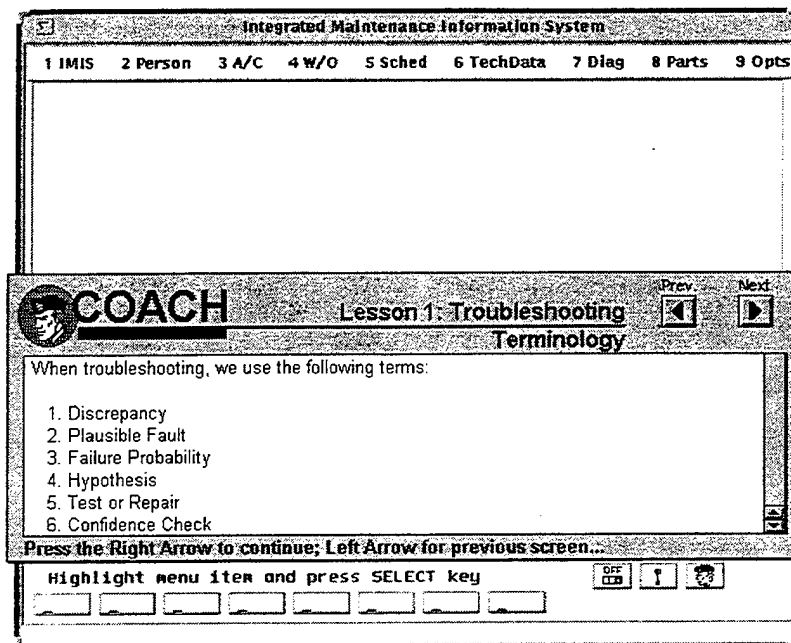 Integrated Maintenance Information System
1 IMIS 2 Person 3 A/C 4 W/O 5 Sched 6 TechData 7 Diag 8 Parts 9 Opts
COACH
Lesson 1: Troubleshooting
Terminology
Prev
Next
When troubleshooting, we use the following terms:
1. Discrepancy
2. Plausible Fault
3. Failure Probability
4. Hypothesis
5. Test or Repair
6. Confidence Check
Press the Right Arrow to continue; Left Arrow for previous screen...
Highlight menu item and press SELECT key
OFF